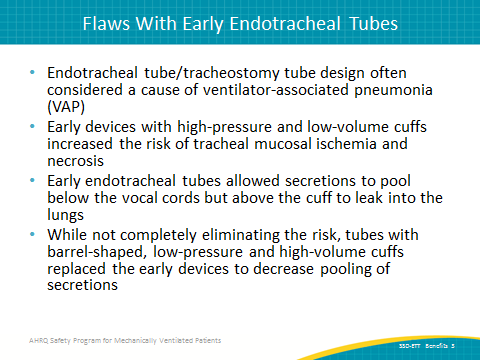 Flaws With Early Endotracheal Tubes
• Endotracheal tube/tracheostomy tube design often
considered a cause of ventilator-associated pneumonia
(VAP)
• Early devices with high-pressure and low-volume cuffs
increased the risk of tracheal mucosal ischemia and
necrosis
• Early endotracheal tubes allowed secretions to pool
below the vocal cords but above the cuff to leak into the
lungs
• While not completely eliminating the risk, tubes with
barrel-shaped, low-pressure and high-volume cuffs
replaced the early devices to decrease pooling of
secretions
AHRQ Safety Program for Mechanically Ventilated Patients
SSD-ETT Benefits 5